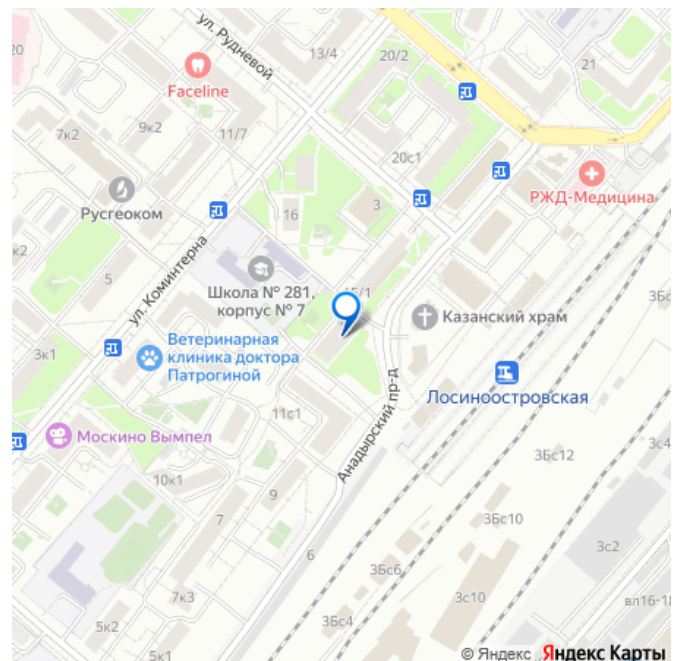 20
ул. Рудневой
13/4
20/2
21
Faceline
7к2
9к2
11/7
20с1
РЖД-Медицина
Русгеоком
16
3
к2
5
ул. Коминтерна
Школа № 281,
корпус № 7
15/1
Казанский храм
3к1
Ветеринарная
клиника доктора
Патрогиной
Лосиноостровская
11с1
Анадырский пр-д
Москино Вымпел
3Бс12
3с4
10к1
9
7
3Бс10
3с2
6
3Бс6
7к3
3с10
вл16-18
5к2
3Бс4
5к1
© Яндекс Яндекс Карты